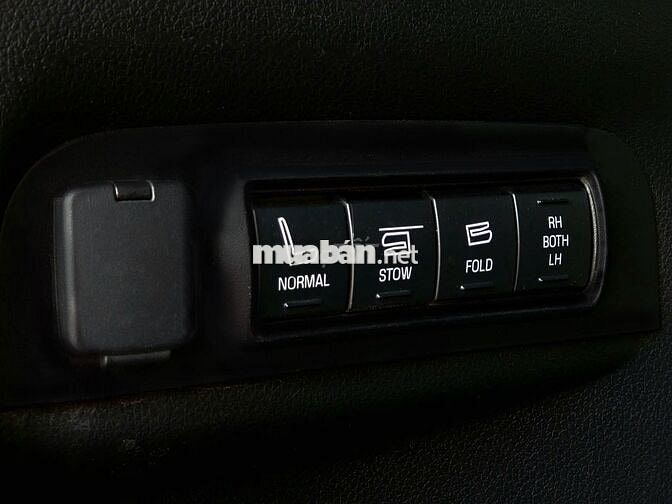 muaban.net
NORMAL
STOW
FOLD
RH
BOTH
LH